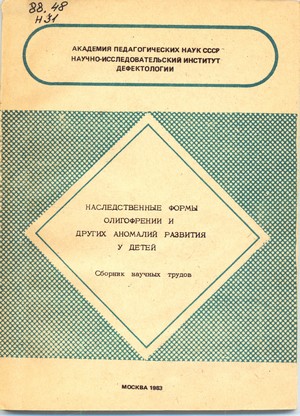 88.48
Н31
АКАДЕМИЯ ПЕДАГОГИЧЕСКИХ НАУК СССР
НАУЧНО-ИССЛЕДОВАТЕЛЬСКИЙ ИНСТИТУТ
ДЕФЕКТОЛОГИИ
НАСЛЕДСТВЕННЫЕ ФОРМЫ
ОЛИГОФРЕНИИ И
ДРУГИХ АНОМАЛИЙ РАЗВИТИЯ
У ДЕТЕЙ
Сборник научных трудов
МОСКВА 1983